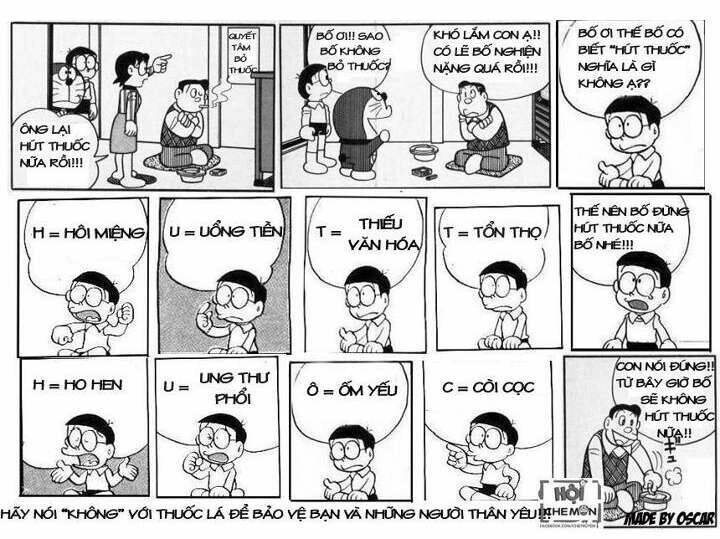 ÔNG LẠI
HÚT THUỐC
NỮA RỒI!!!
QUYẾT
TÂM
BỎ
THUỐC
BỐ ƠI!! SAO
BỐ KHÔNG
BỎ THUỐC?
KHÓ LẮM CON Ạ!!
CÓ LẼ BỐ NGHIỆN
NẶNG QUÁ RỒI!!!
BỐ ƠI THẾ BỐ CÓ
BIẾT "HÚT THUỐC"
NGHĨA LÀ GÌ
KHÔNG Ạ??
H = HÔI MIỆNG
U = UỔNG TIỀN
T = THIẾU
VĂN HÓA
T = TỔN THỌ
THẾ NÊN BỐ ĐỪNG
HÚT THUỐC NỮA
BỐ NHÉ!!!
H = HO HEN
U = UNG THƯ
PHỔI
Ô = ỐM YẾU
C = CÒI CỌC
CON NÓI ĐÚNG!!
TỪ BÂY GIỜ BỐ
SẼ KHÔNG
HÚT THUỐC
NỮA!!
HỘI
CHEMON
FACEBOOK.COM/CHEMONVN
MADE BY OSCAR
HÃY NÓI "KHÔNG" VỚI THUỐC LÁ ĐỂ BẢO VỆ BẠN VÀ NHỮNG NGƯỜI THÂN YÊU!!!